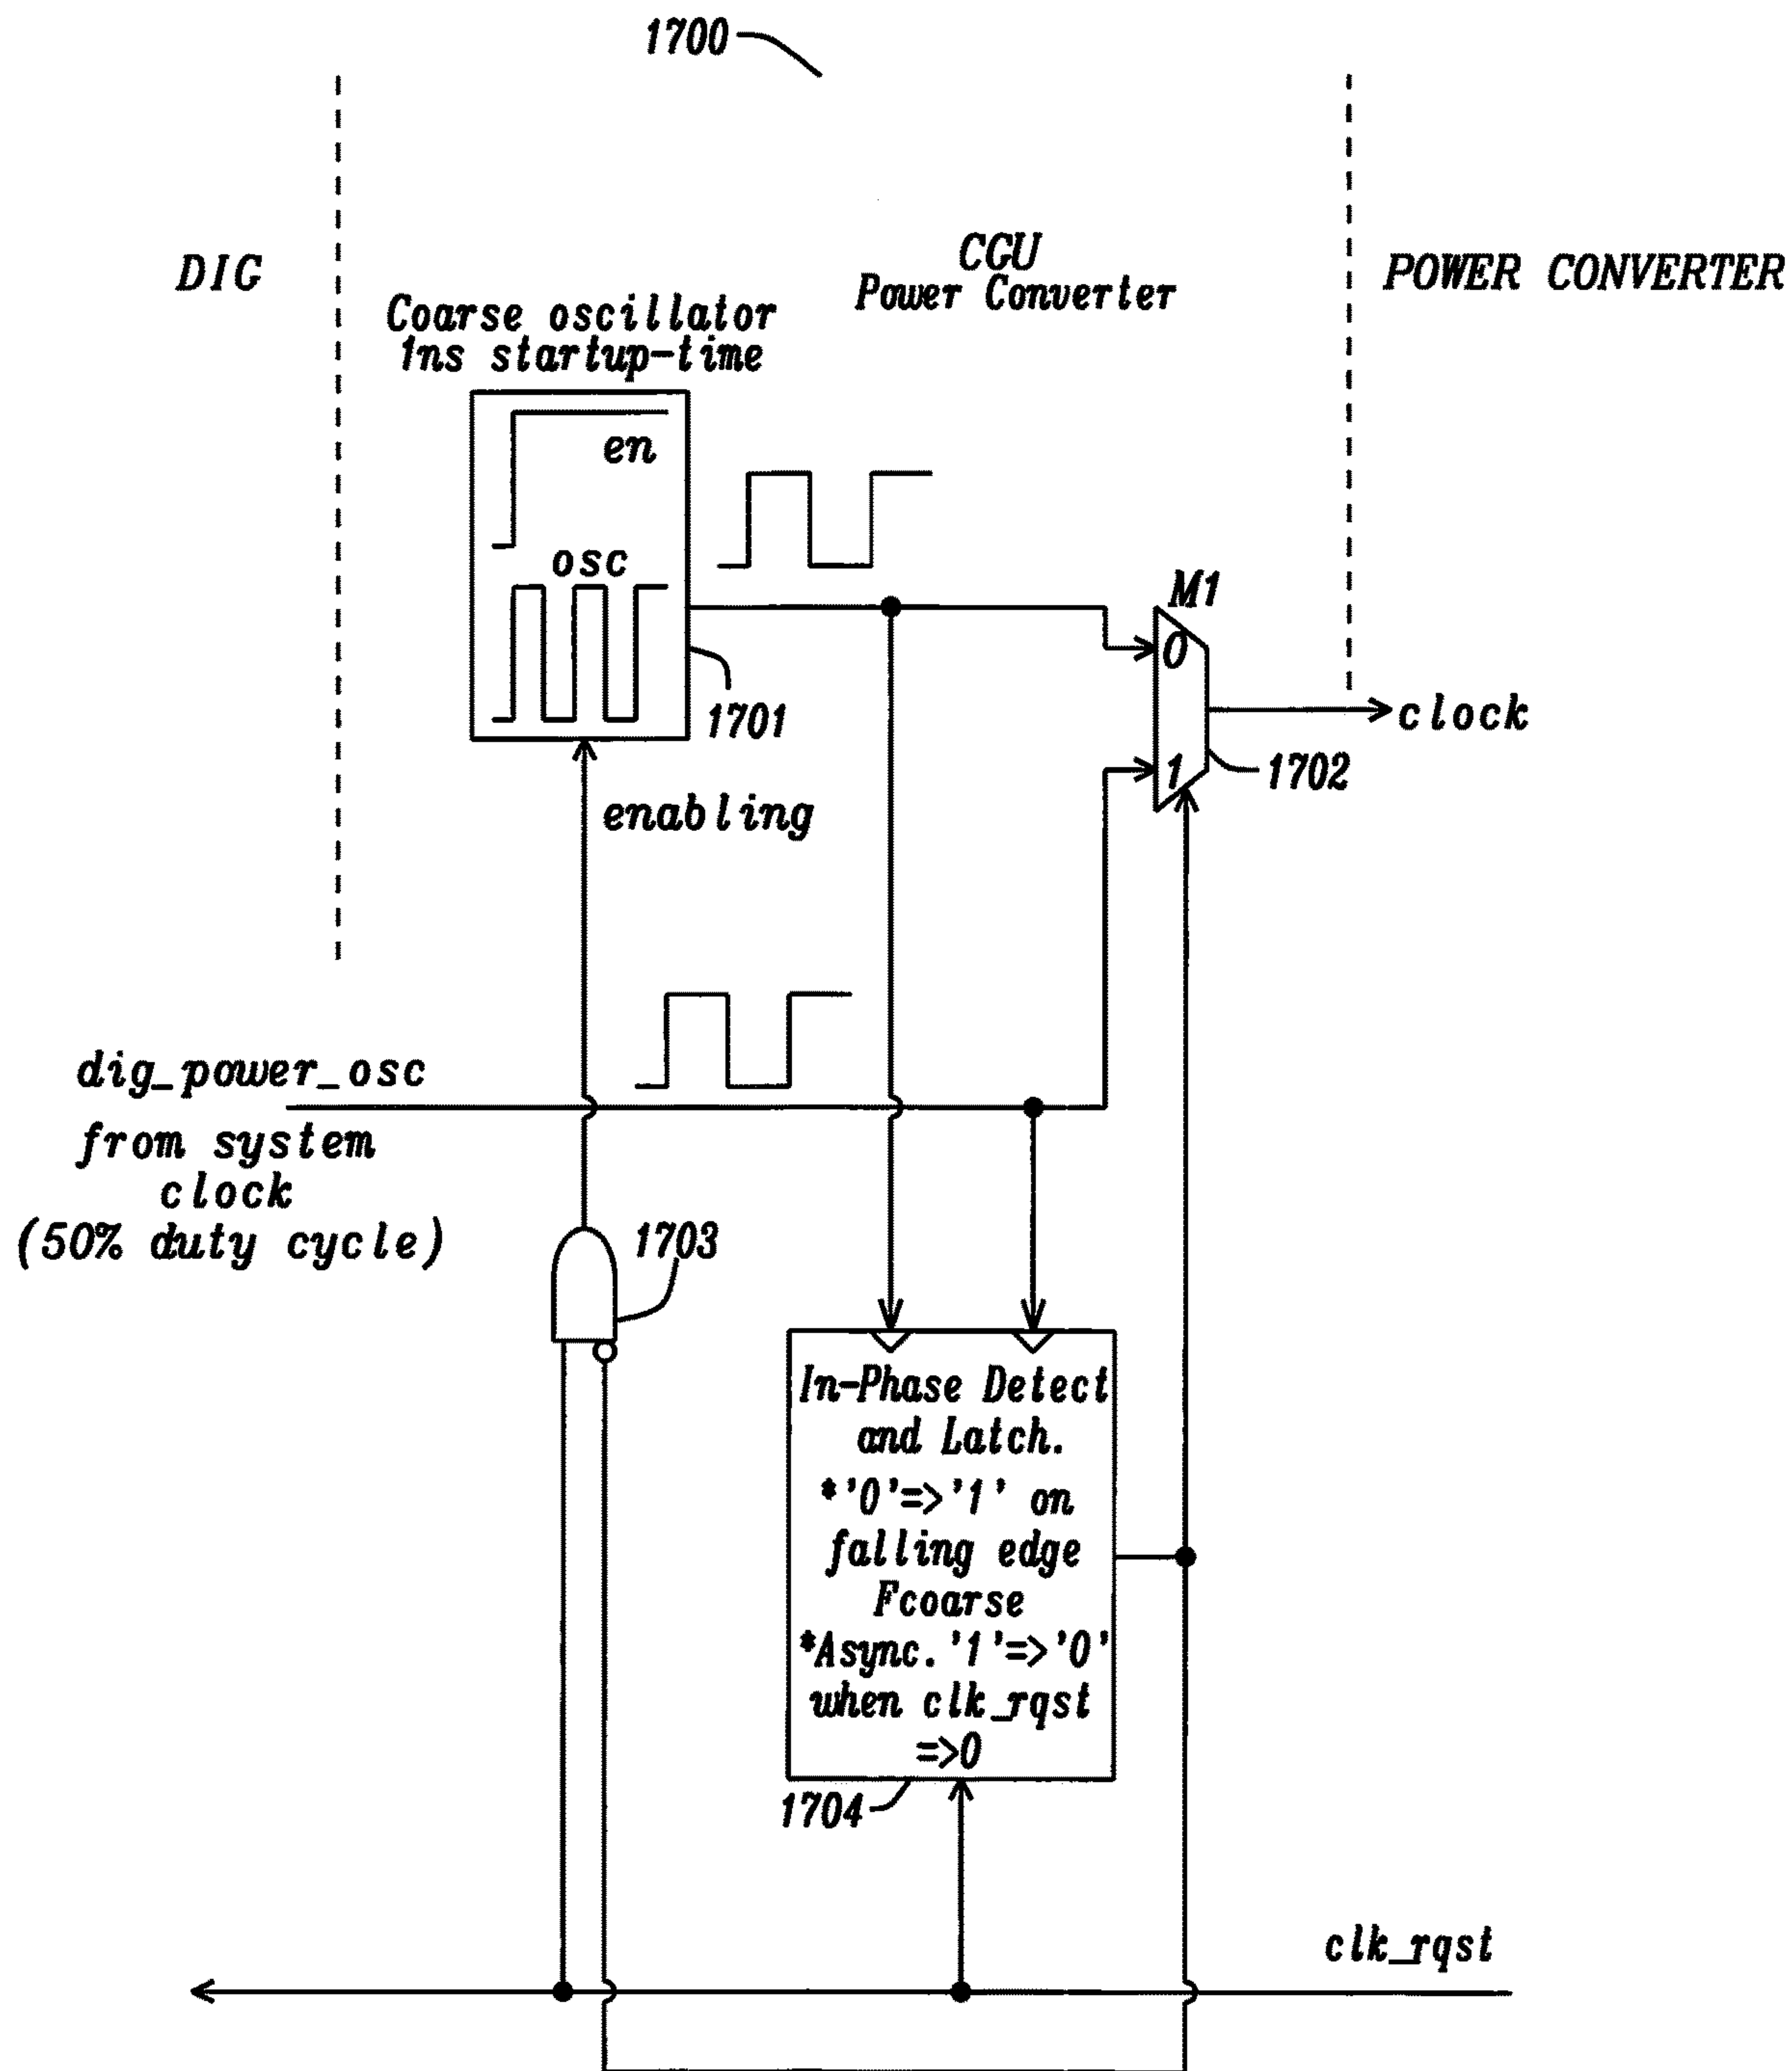 1700
DIG
CGU
Power Converter
POWER CONVERTER
Coarse oscillator
1ns startup-time
en
osc
1701
M1
0
1
clock
1702
enabling
dig_power_osc
from system
clock
(50% duty cycle)
1703
In-Phase Detect
and Latch.
*'0'=>'1' on
falling edge
Fcoarse
*Async.'1'=>'0'
when clk_rqst
=>0
1704
clk_rqst